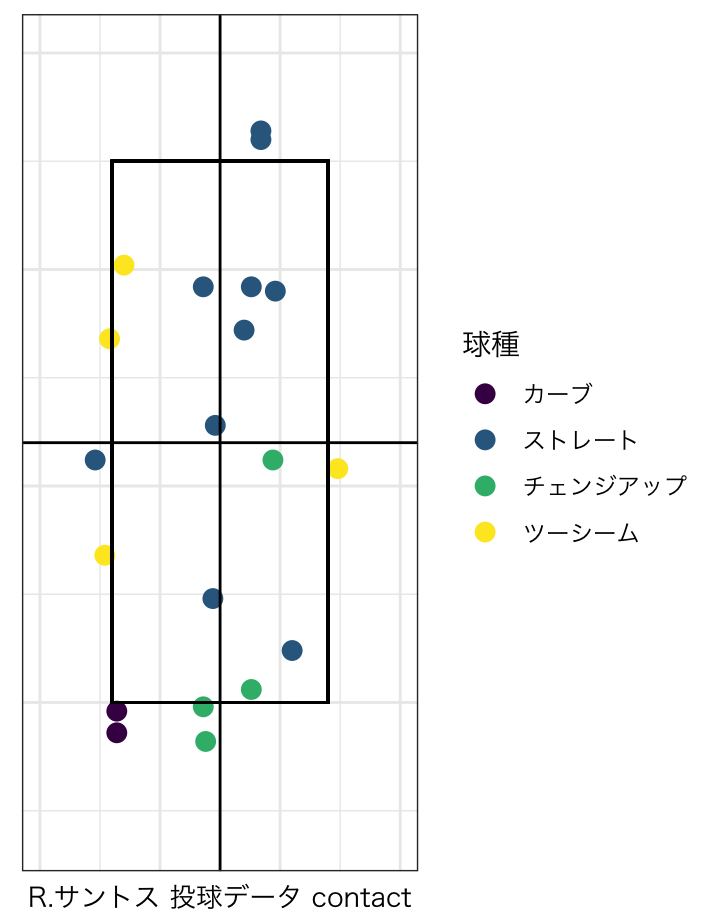 球種
カーブ
ストレート
チェンジアップ
ツーシーム
R.サントス 投球データ contact